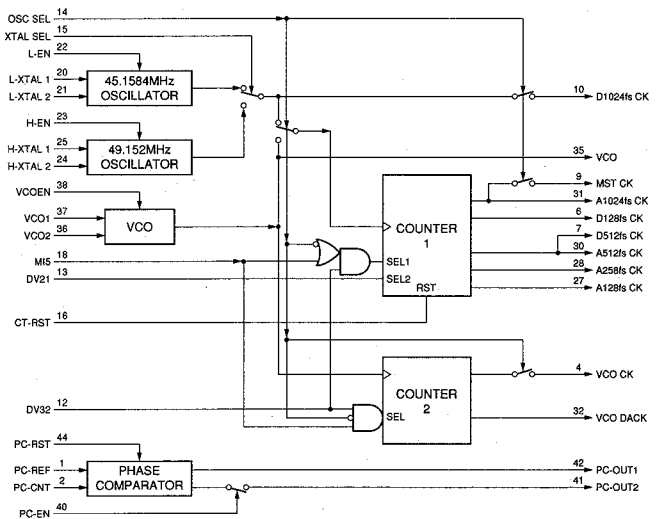 OSC SEL 14
XTAL SEL 15
L-EN 22
L-XTAL 1 20
L-XTAL 2 21
45.1584MHz
OSCILLATOR
H-EN 23
H-XTAL 1 25
H-XTAL 2 24
49.152MHz
OSCILLATOR
VCOEN 38
VCO1 37
VCO2 36
VCO
MI5 18
DV21 13
CT-RST 16
COUNTER
1
SEL1
SEL2
RST
10 D1024fs CK
35 VCO
9 MST CK
31 A1024fs CK
6 D128fs CK
7 D512fs CK
30 A512fs CK
28 A258fs CK
27 A128fs CK
DV32 12
COUNTER
2
SEL
4 VCO CK
32 VCO DACK
PC-RST 44
PC-REF 1
PC-CNT 2
PHASE
COMPARATOR
PC-EN 40
42 PC-OUT1
41 PC-OUT2